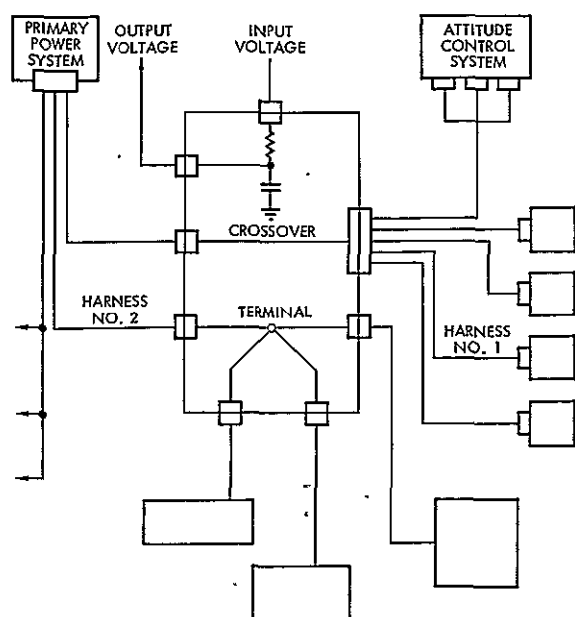 PRIMARY
POWER
SYSTEM
OUTPUT
VOLTAGE
INPUT
VOLTAGE
ATTITUDE
CONTROL
SYSTEM
CROSSOVER
HARNESS
NO. 2
TERMINAL
HARNESS
NO. 1